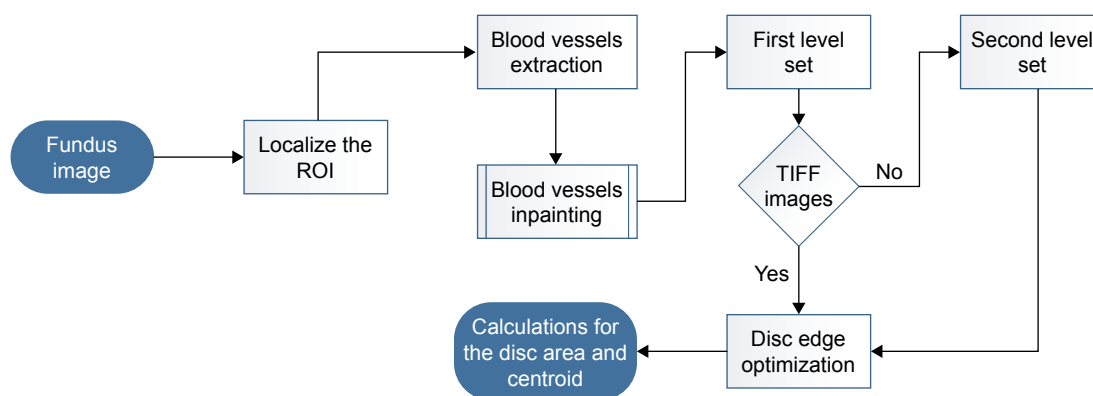 Fundus
image
Localize the
ROI
Blood vessels
extraction
Blood vessels
inpainting
First level
set
TIFF
images
No
Second level
set
Yes
Disc edge
optimization
Calculations for
the disc area and
centroid